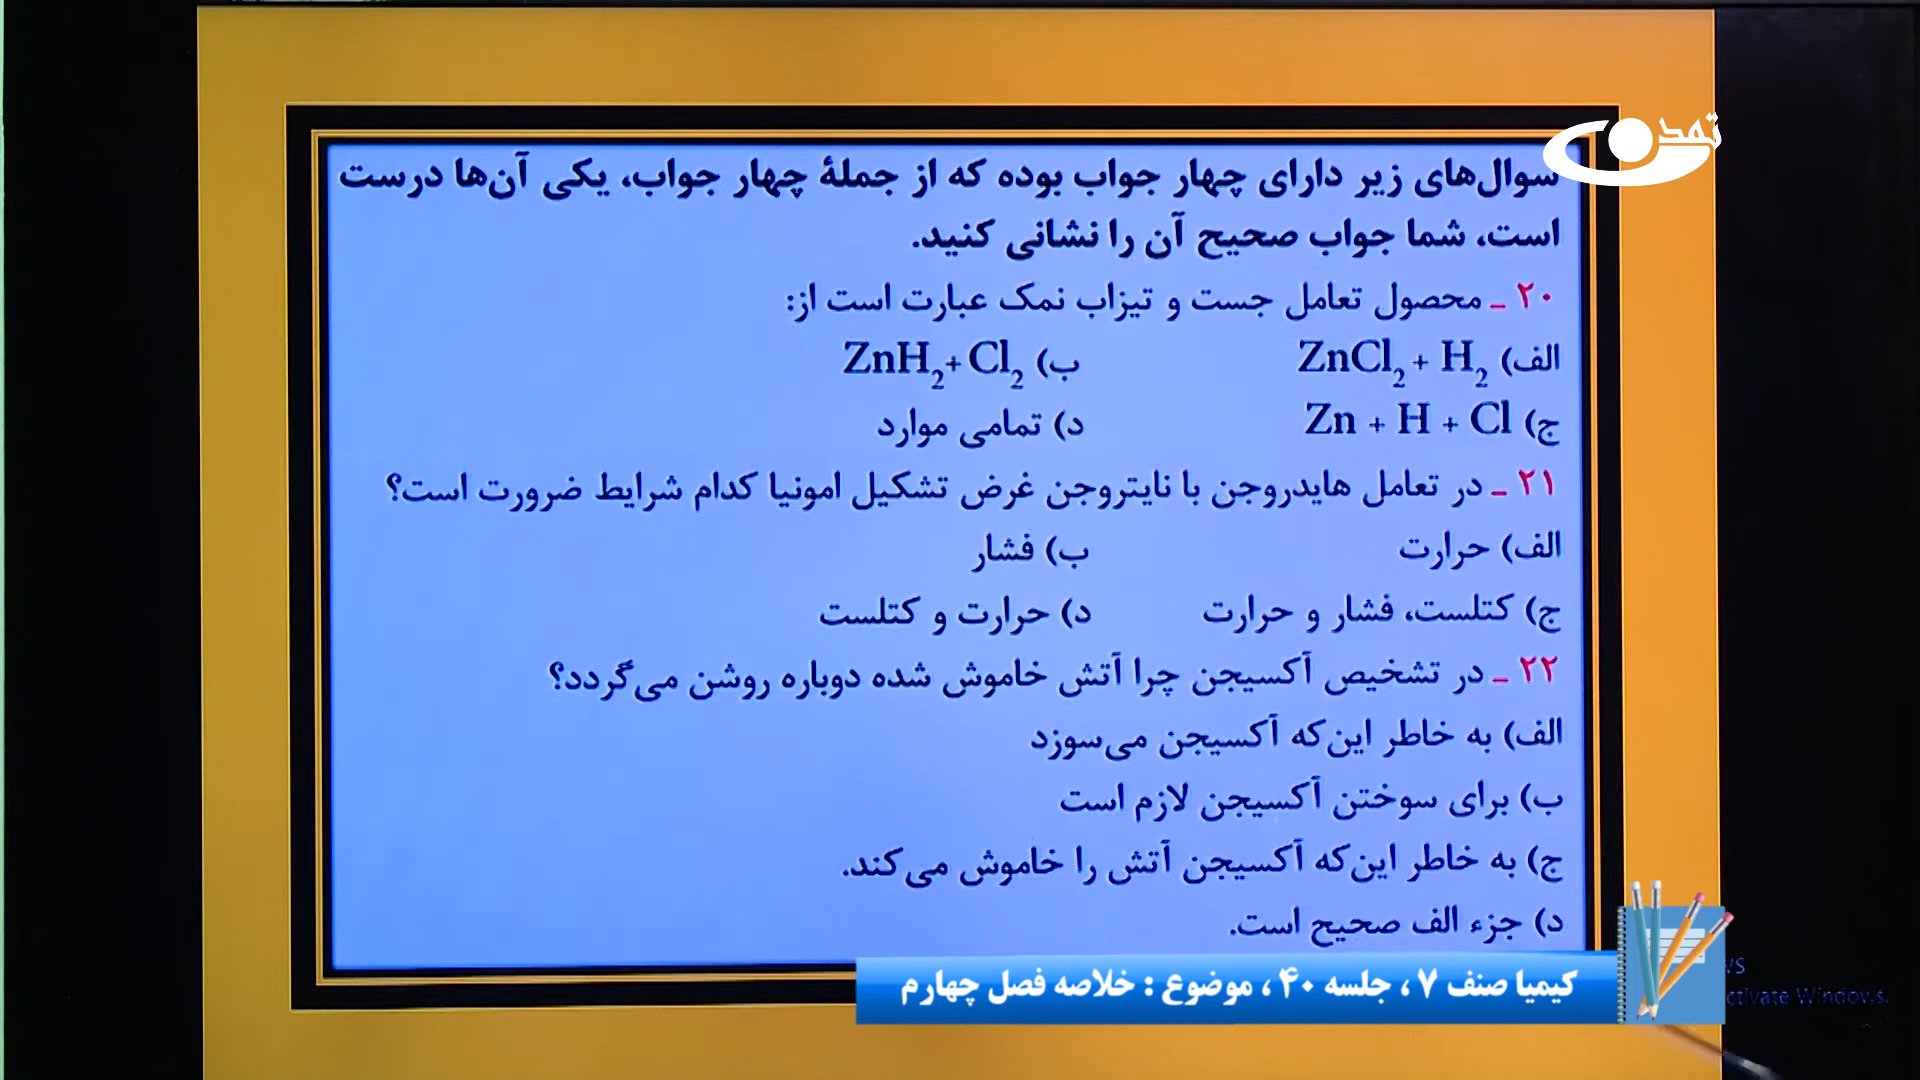 تمدن
سوال‌های زیر دارای چهار جواب بوده که از جملهٔ چهار جواب، یکی آن‌ها درست
است، شما جواب صحیح آن را نشانی کنید.
۲۰ ـ محصول تعامل جست و تیزاب نمک عبارت است از:
الف) ZnCl₂ + H₂ ب) ZnH₂ + Cl₂
ج) Zn + H + Cl د) تمامی موارد
۲۱ ـ در تعامل هایدروجن با نایتروجن غرض تشکیل امونیا کدام شرایط ضرورت است؟
الف) حرارت ب) فشار
ج) کتلست، فشار و حرارت د) حرارت و کتلست
۲۲ ـ در تشخیص آکسیجن چرا آتش خاموش شده دوباره روشن می‌گردد؟
الف) به خاطر این‌که آکسیجن می‌سوزد
ب) برای سوختن آکسیجن لازم است
ج) به خاطر این‌که آکسیجن آتش را خاموش می‌کند.
د) جزء الف صحیح است.
کیمیا صنف ۷ ، جلسه ۴۰ ، موضوع : خلاصه فصل چهارم
Windows.